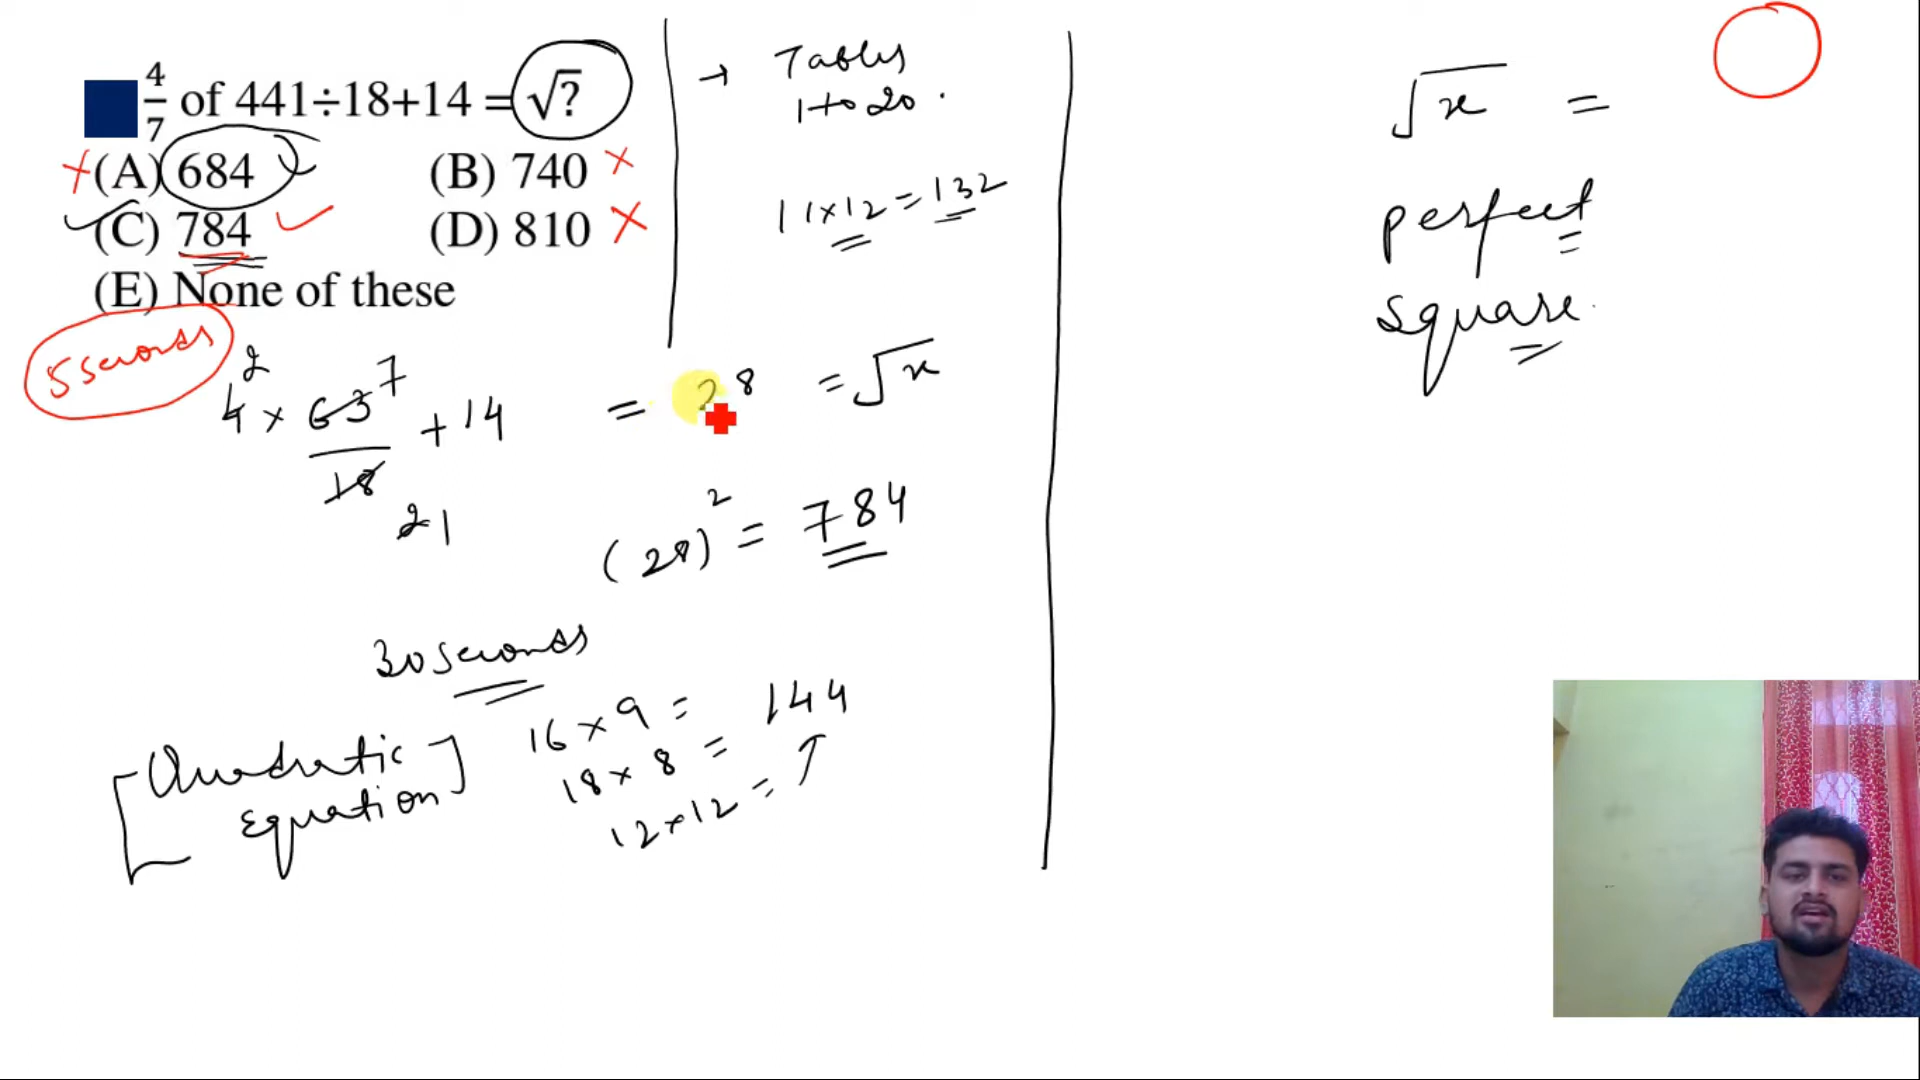 4/7 of 441÷18+14 = √?
(A) 684 (B) 740
(C) 784 (D) 810
(E) None of these
5 seconds
2
4 × 63 7 + 14 = 28 = √x
18
21
(28)² = 784
30 seconds
[Quadratic Equation]
16 × 9 = 144
18 × 8 =
12 × 12 =
→ Tables
1 to 20 .
11×12 = 132
√x =
perfect
square.